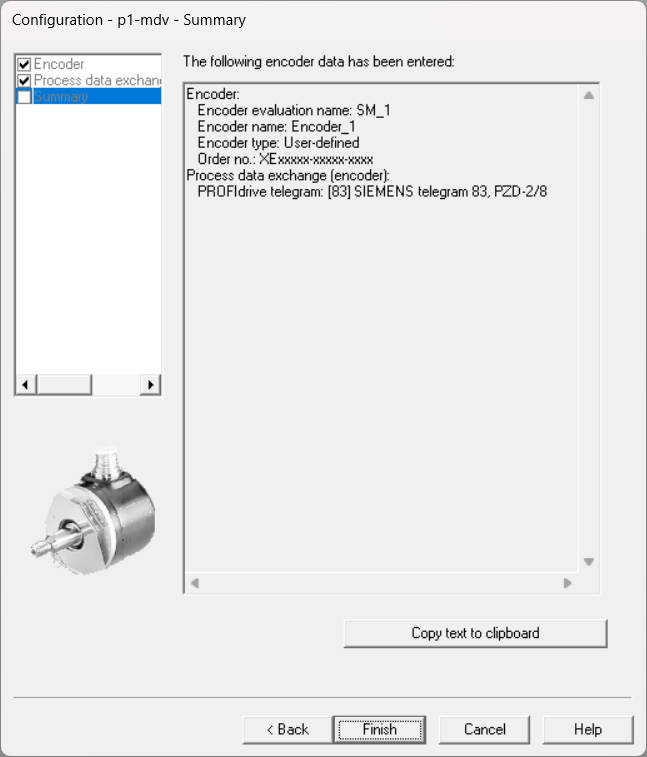 Configuration - p1-mdv - Summary
Encoder
Process data exchan
Summary
The following encoder data has been entered:
Encoder:
Encoder evaluation name: SM_1
Encoder name: Encoder_1
Encoder type: User-defined
Order no.: XExxxxx-xxxxx-xxxx
Process data exchange (encoder):
PROFIdrive telegram: [83] SIEMENS telegram 83, PZD-2/8
Copy text to clipboard
< Back
Finish
Cancel
Help